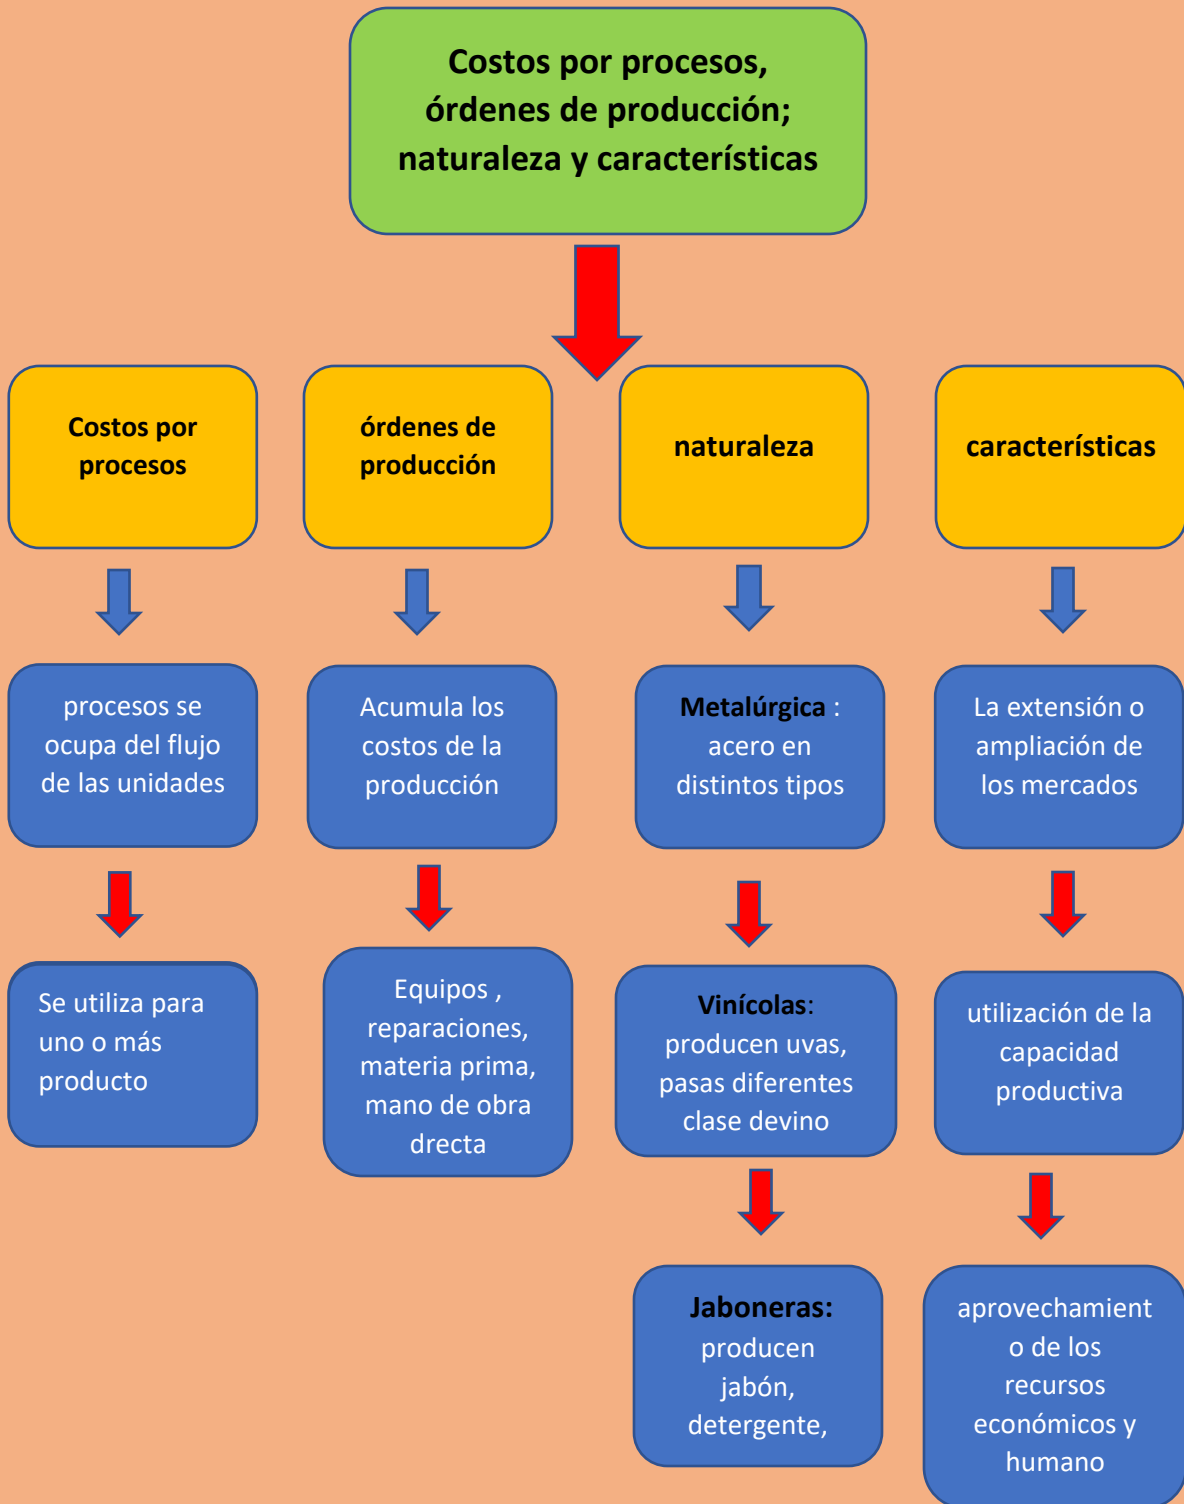 Costos por procesos,
órdenes de producción;
naturaleza y característícas
Costos por
procesos
órdenes de
producción
naturaleza
característícas
procesos se
ocupa del flujo
de las unidades
Acumula los
costos de la
producción
Metalúrgica :
acero en
distintos tipos
La extensión o
ampliación de
los mercados
Se utiliza para
uno o más
producto
Equipos ,
reparaciones,
materia prima,
mano de obra
drecta
Vinícolas:
producen uvas,
pasas diferentes
clase devino
utilización de la
capacidad
productiva
Jaboneras:
producen
jabón,
detergente,
aprovechamient
o de los
recursos
económicos y
humano